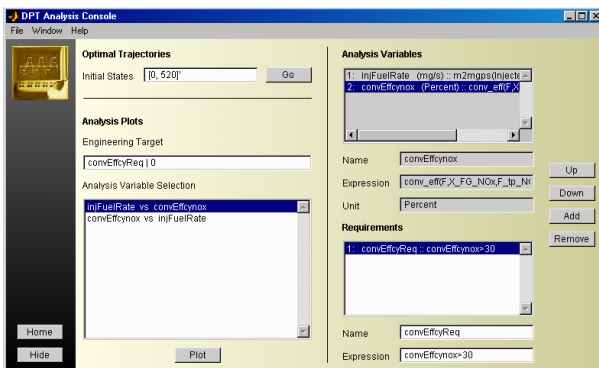 DPT Analysis Console
File Window Help
Optimal Trajectories
Initial States [0, 520]' Go
Analysis Plots
Engineering Target
convEffcyReq | 0
Analysis Variable Selection
injFuelRate vs convEffcynox
convEffcynox vs injFuelRate
Plot
Home
Hide
Analysis Variables
1: injFuelRate (mg/s) :: m2mgps(Injecte
2: convEffcynox (Percent) :: conv_eff(F,X
Name convEffcynox
Expression conv_eff(F,X_FG_NOx,F_tp_N
Unit Percent
Requirements
1: convEffcyReq :: convEffcynox>30
Name convEffcyReq
Expression convEffcynox>30
Up
Down
Add
Remove